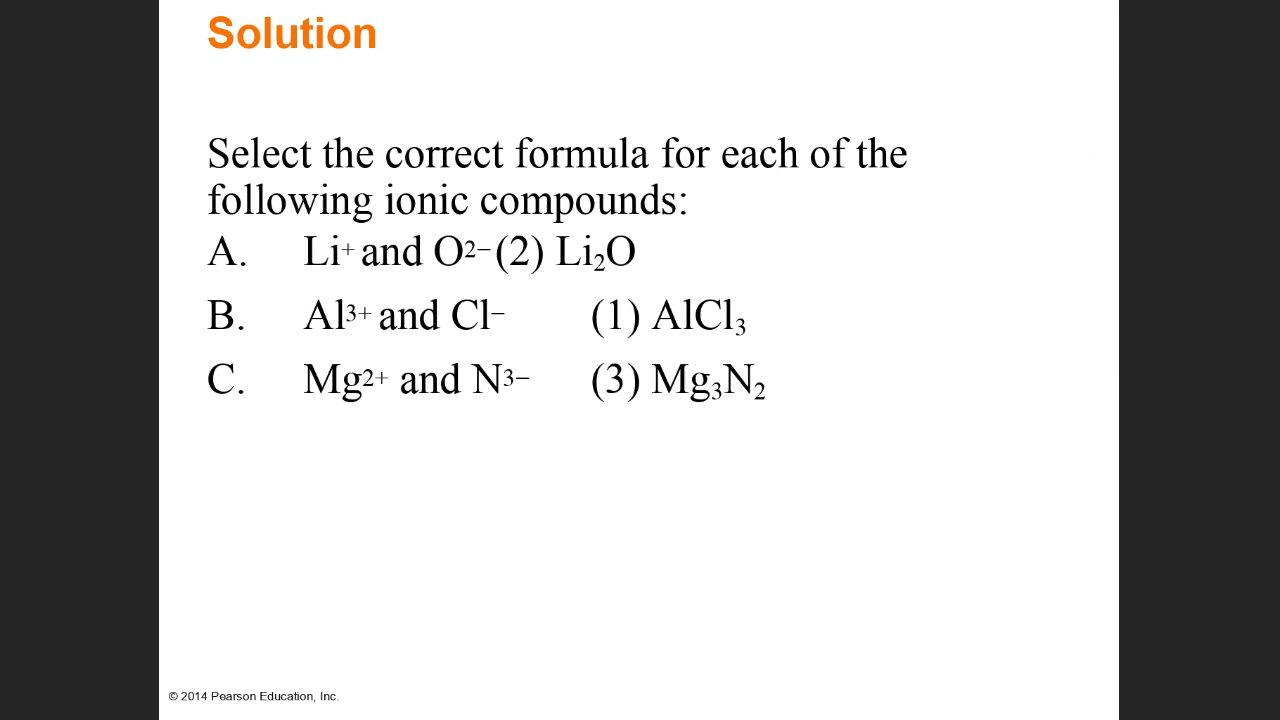 Solution
Select the correct formula for each of the
following ionic compounds:
A. Li⁺ and O²⁻ (2) Li₂O
B. Al³⁺ and Cl⁻ (1) AlCl₃
C. Mg²⁺ and N³⁻ (3) Mg₃N₂
© 2014 Pearson Education, Inc.